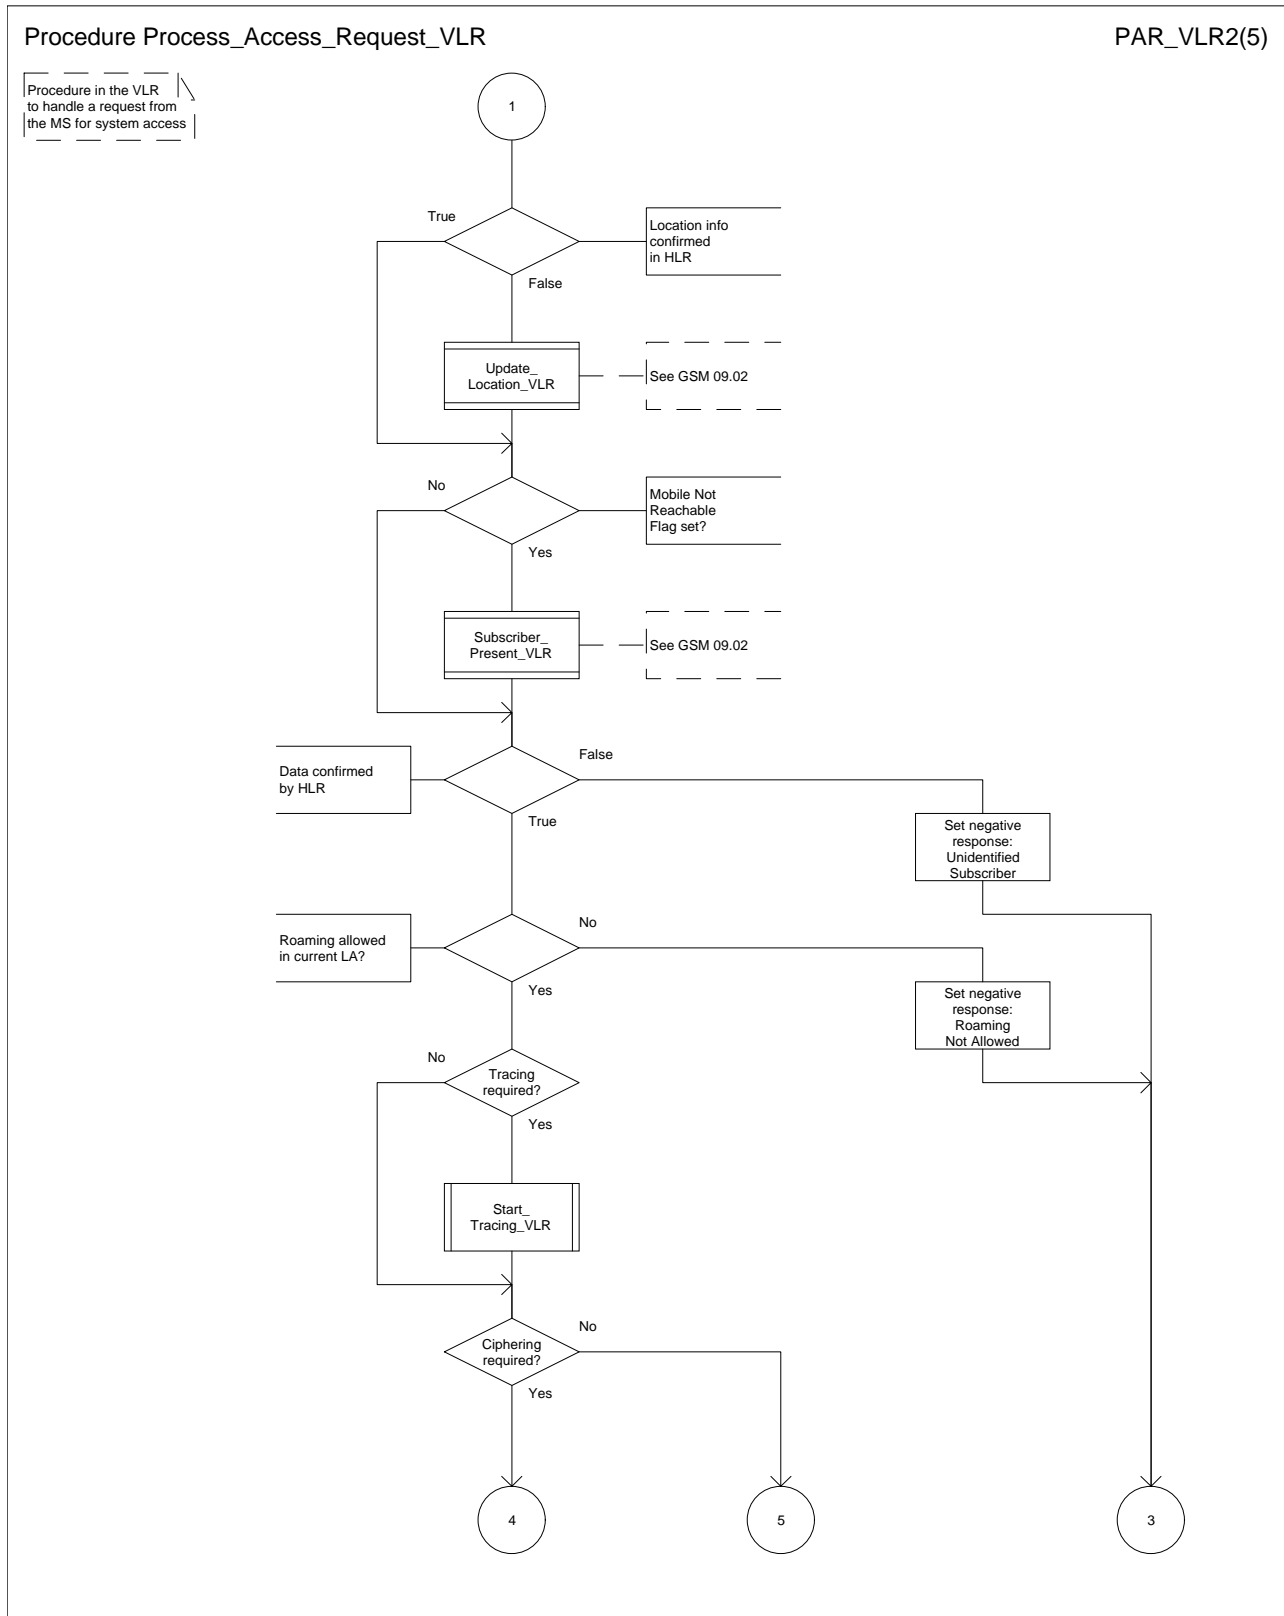 Procedure Process_Access_Request_VLR
PAR_VLR2(5)
Procedure in the VLR
to handle a request from
the MS for system access
1
True
Location info
confirmed
in HLR
False
Update_
Location_VLR
See GSM 09.02
No
Mobile Not
Reachable
Flag set?
Yes
Subscriber_
Present_VLR
See GSM 09.02
Data confirmed
by HLR
False
True
Set negative
response:
Unidentified
Subscriber
Roaming allowed
in current LA?
No
Yes
Set negative
response:
Roaming
Not Allowed
No
Tracing
required?
Yes
Start_
Tracing_VLR
Ciphering
required?
No
Yes
4
5
3